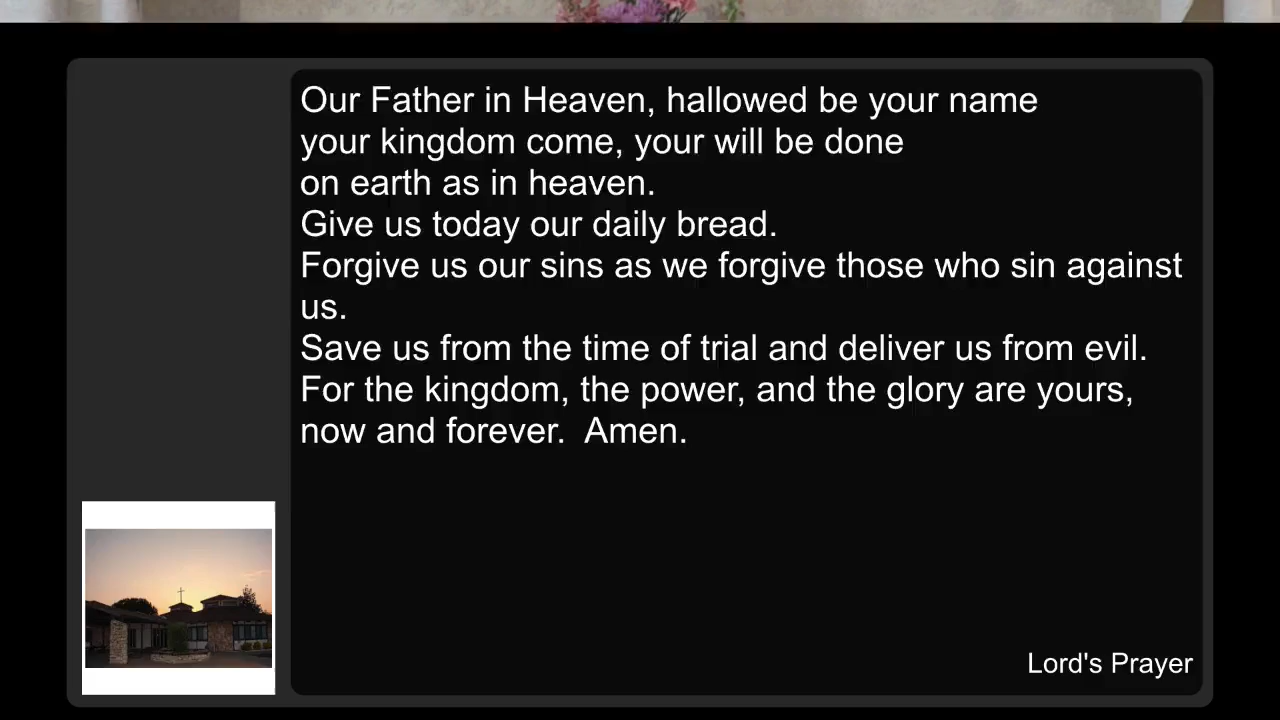 Our Father in Heaven, hallowed be your name
your kingdom come, your will be done
on earth as in heaven.
Give us today our daily bread.
Forgive us our sins as we forgive those who sin against
us.
Save us from the time of trial and deliver us from evil.
For the kingdom, the power, and the glory are yours,
now and forever.  Amen.
Lord's Prayer